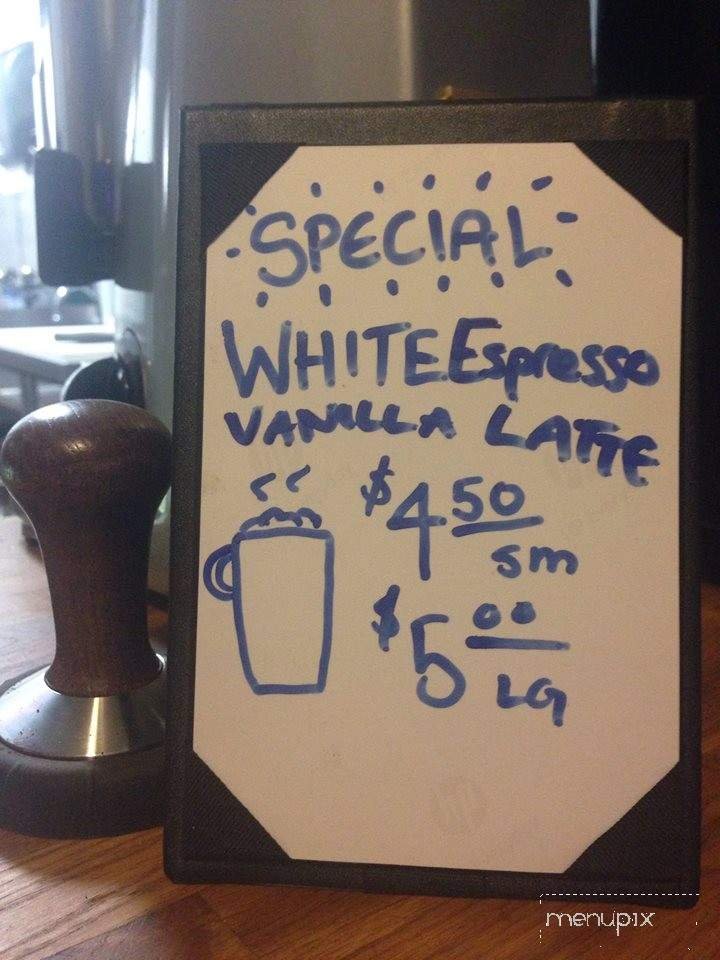 SPECIAL
WHITE Espresso
VANILLA LATTE
$4 50
sm
$5 00
LG
menupix